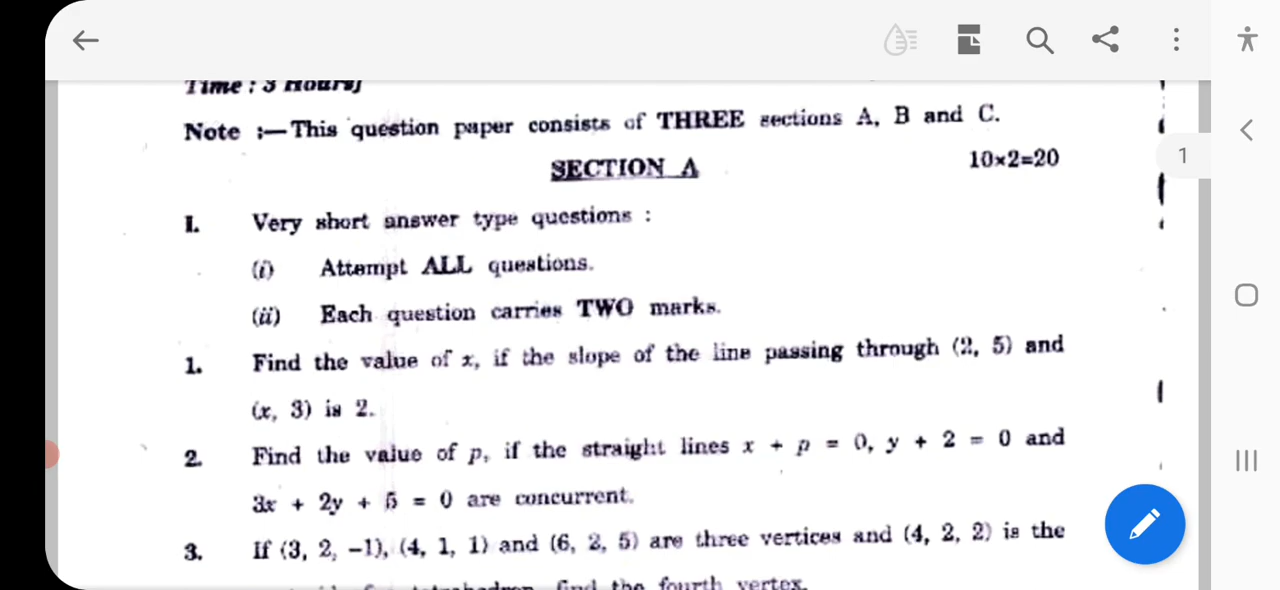 Time : 3 Hours]
Note :—This question paper consists of THREE sections A, B and C.
SECTION A
10×2=20
1
I. Very short answer type questions :
(i) Attempt ALL questions.
(ii) Each question carries TWO marks.
1. Find the value of x, if the slope of the line passing through (2, 5) and
(x, 3) is 2.
2. Find the value of p, if the straight lines x + p = 0, y + 2 = 0 and
3x + 2y + 5 = 0 are concurrent.
3. If (3, 2, –1), (4, 1, 1) and (6, 2, 5) are three vertices and (4, 2, 2) is the
tetrahedron, find the fourth vertex.